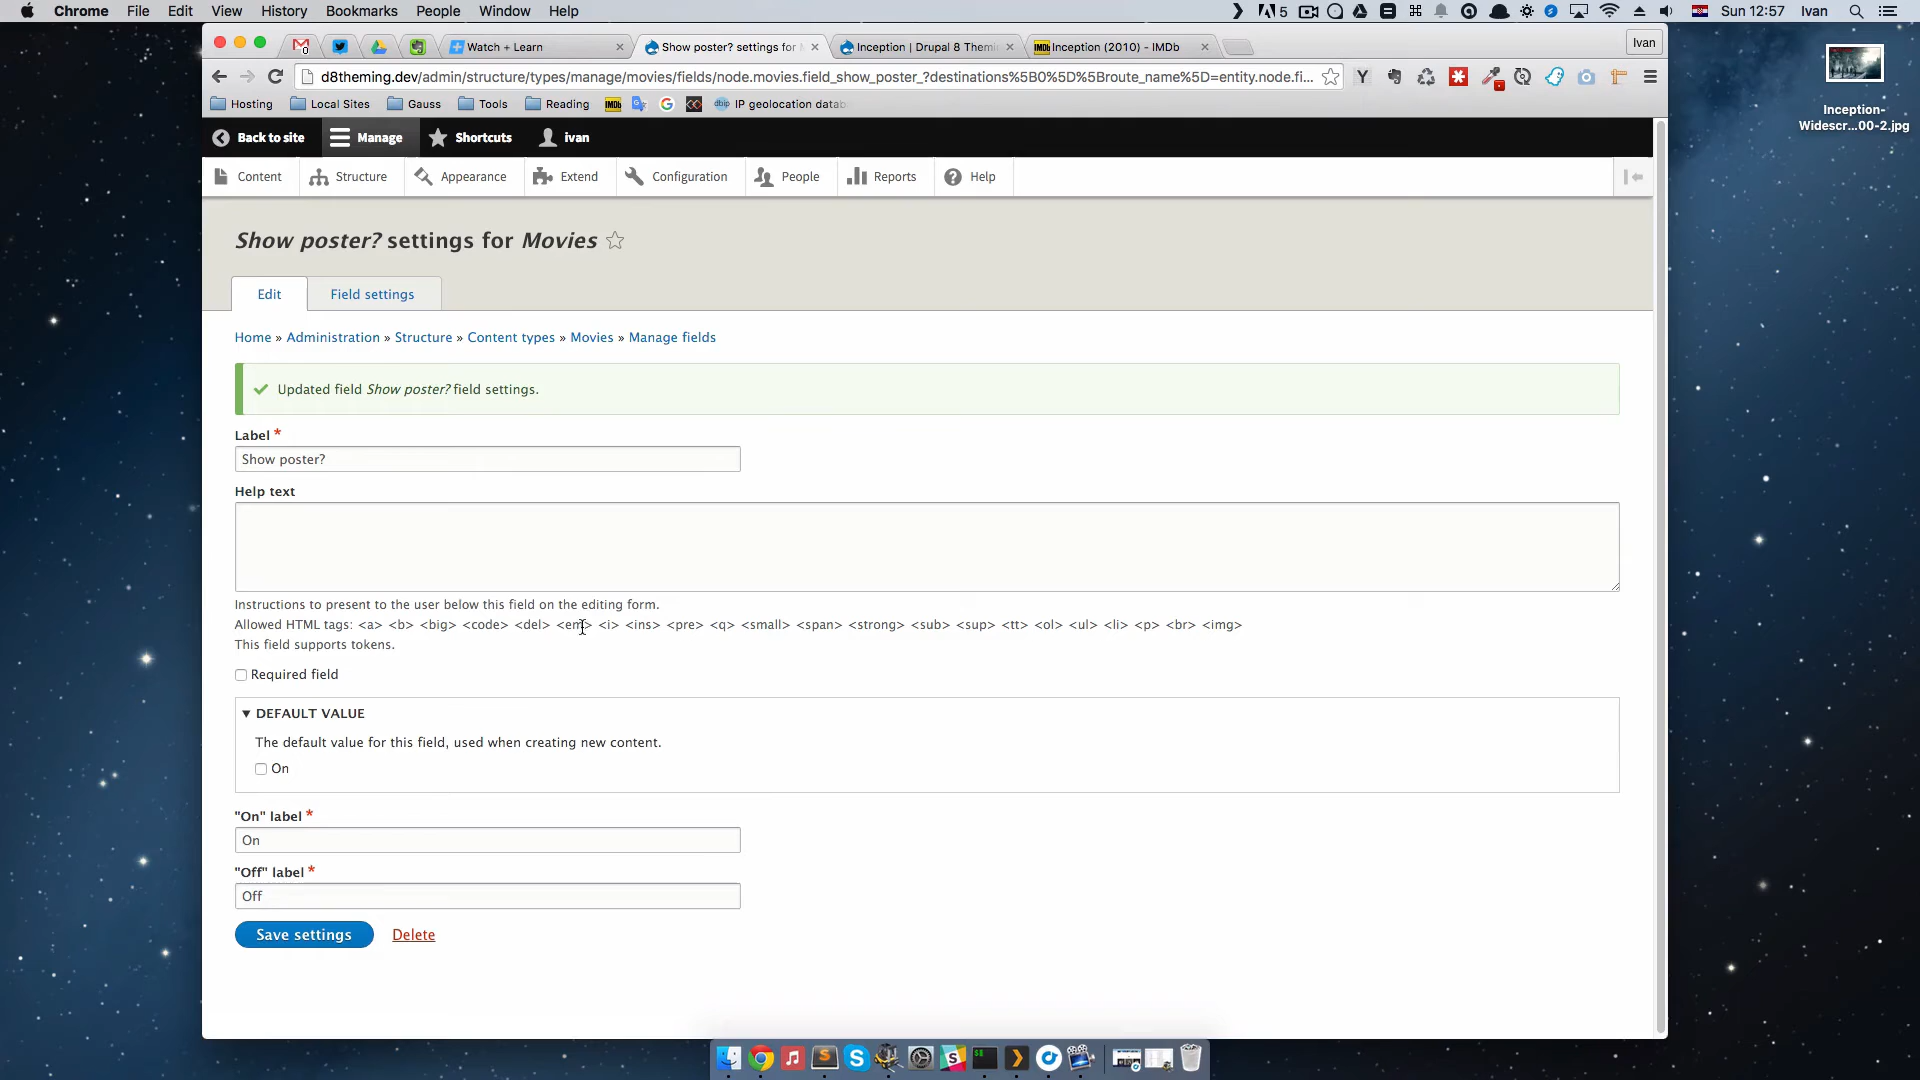 Chrome File Edit View History Bookmarks People Window Help 5 Sun 12:57 Ivan
Watch + Learn Show poster? settings for Inception | Drupal 8 Themi IMDb Inception (2010) - IMDb Ivan
d8theming.dev/admin/structure/types/manage/movies/fields/node.movies.field_show_poster_?destinations%5B0%5D%5Broute_name%5D=entity.node.fi...
Hosting Local Sites Gauss Tools Reading IMDb IP geolocation datab
Back to site Manage Shortcuts ivan
Content Structure Appearance Extend Configuration People Reports Help
Show poster? settings for Movies
Edit Field settings
Home » Administration » Structure » Content types » Movies » Manage fields
Updated field Show poster? field settings.
Label *
Show poster?
Help text
Instructions to present to the user below this field on the editing form.
Allowed HTML tags: <a> <b> <big> <code> <del> <em> <i> <ins> <pre> <q> <small> <span> <strong> <sub> <sup> <tt> <ol> <ul> <li> <p> <br> <img>
This field supports tokens.
Required field
▼ DEFAULT VALUE
The default value for this field, used when creating new content.
On
"On" label *
On
"Off" label *
Off
Save settings Delete
Inception-
Widescr...00-2.jpg